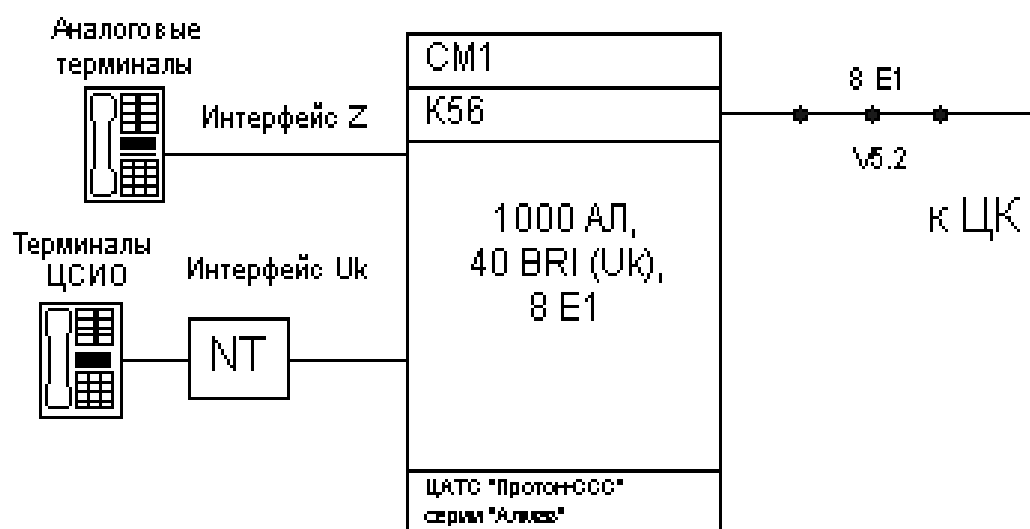 Аналоговые
терминалы
Интерфейс Z
СМ1
К56
8 E1
V5.2
к ЦК
1000 АЛ,
40 BRI (Uk),
8 E1
Терминалы
ЦСИО
Интерфейс Uk
NT
ЦАТС "Протон-ССС"
серии "Алмаз"